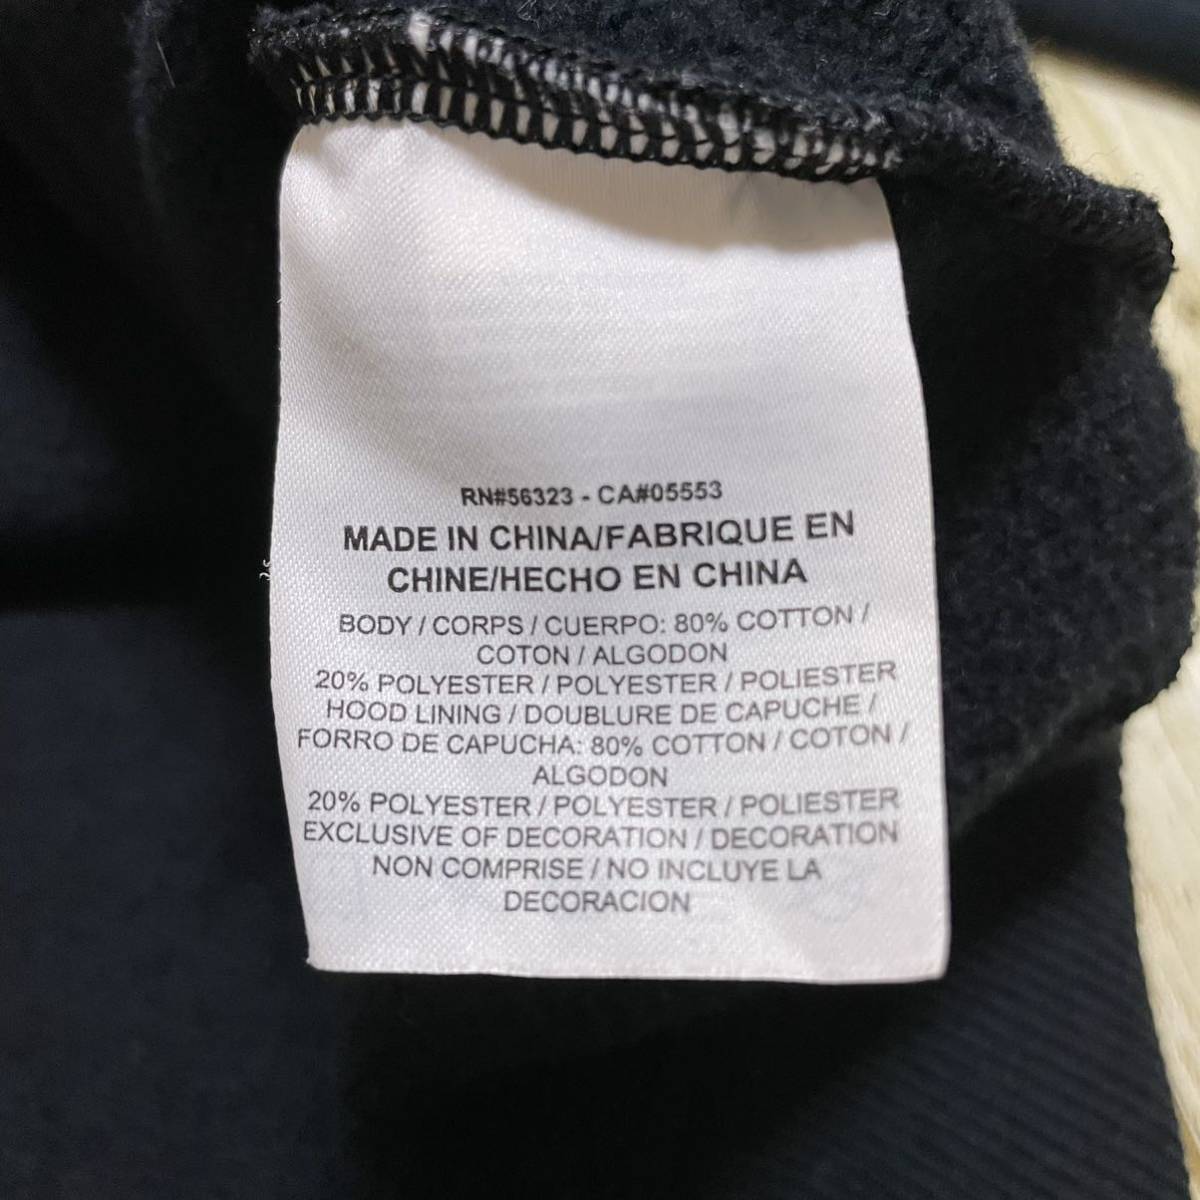 RN#56323 - CA#05553
MADE IN CHINA/FABRIQUE EN
CHINE/HECHO EN CHINA
BODY / CORPS / CUERPO: 80% COTTON /
COTON / ALGODON
20% POLYESTER / POLYESTER / POLIESTER
HOOD LINING / DOUBLURE DE CAPUCHE /
FORRO DE CAPUCHA: 80% COTTON / COTON /
ALGODON
20% POLYESTER / POLYESTER / POLIESTER
EXCLUSIVE OF DECORATION / DECORATION
NON COMPRISE / NO INCLUYE LA
DECORACION